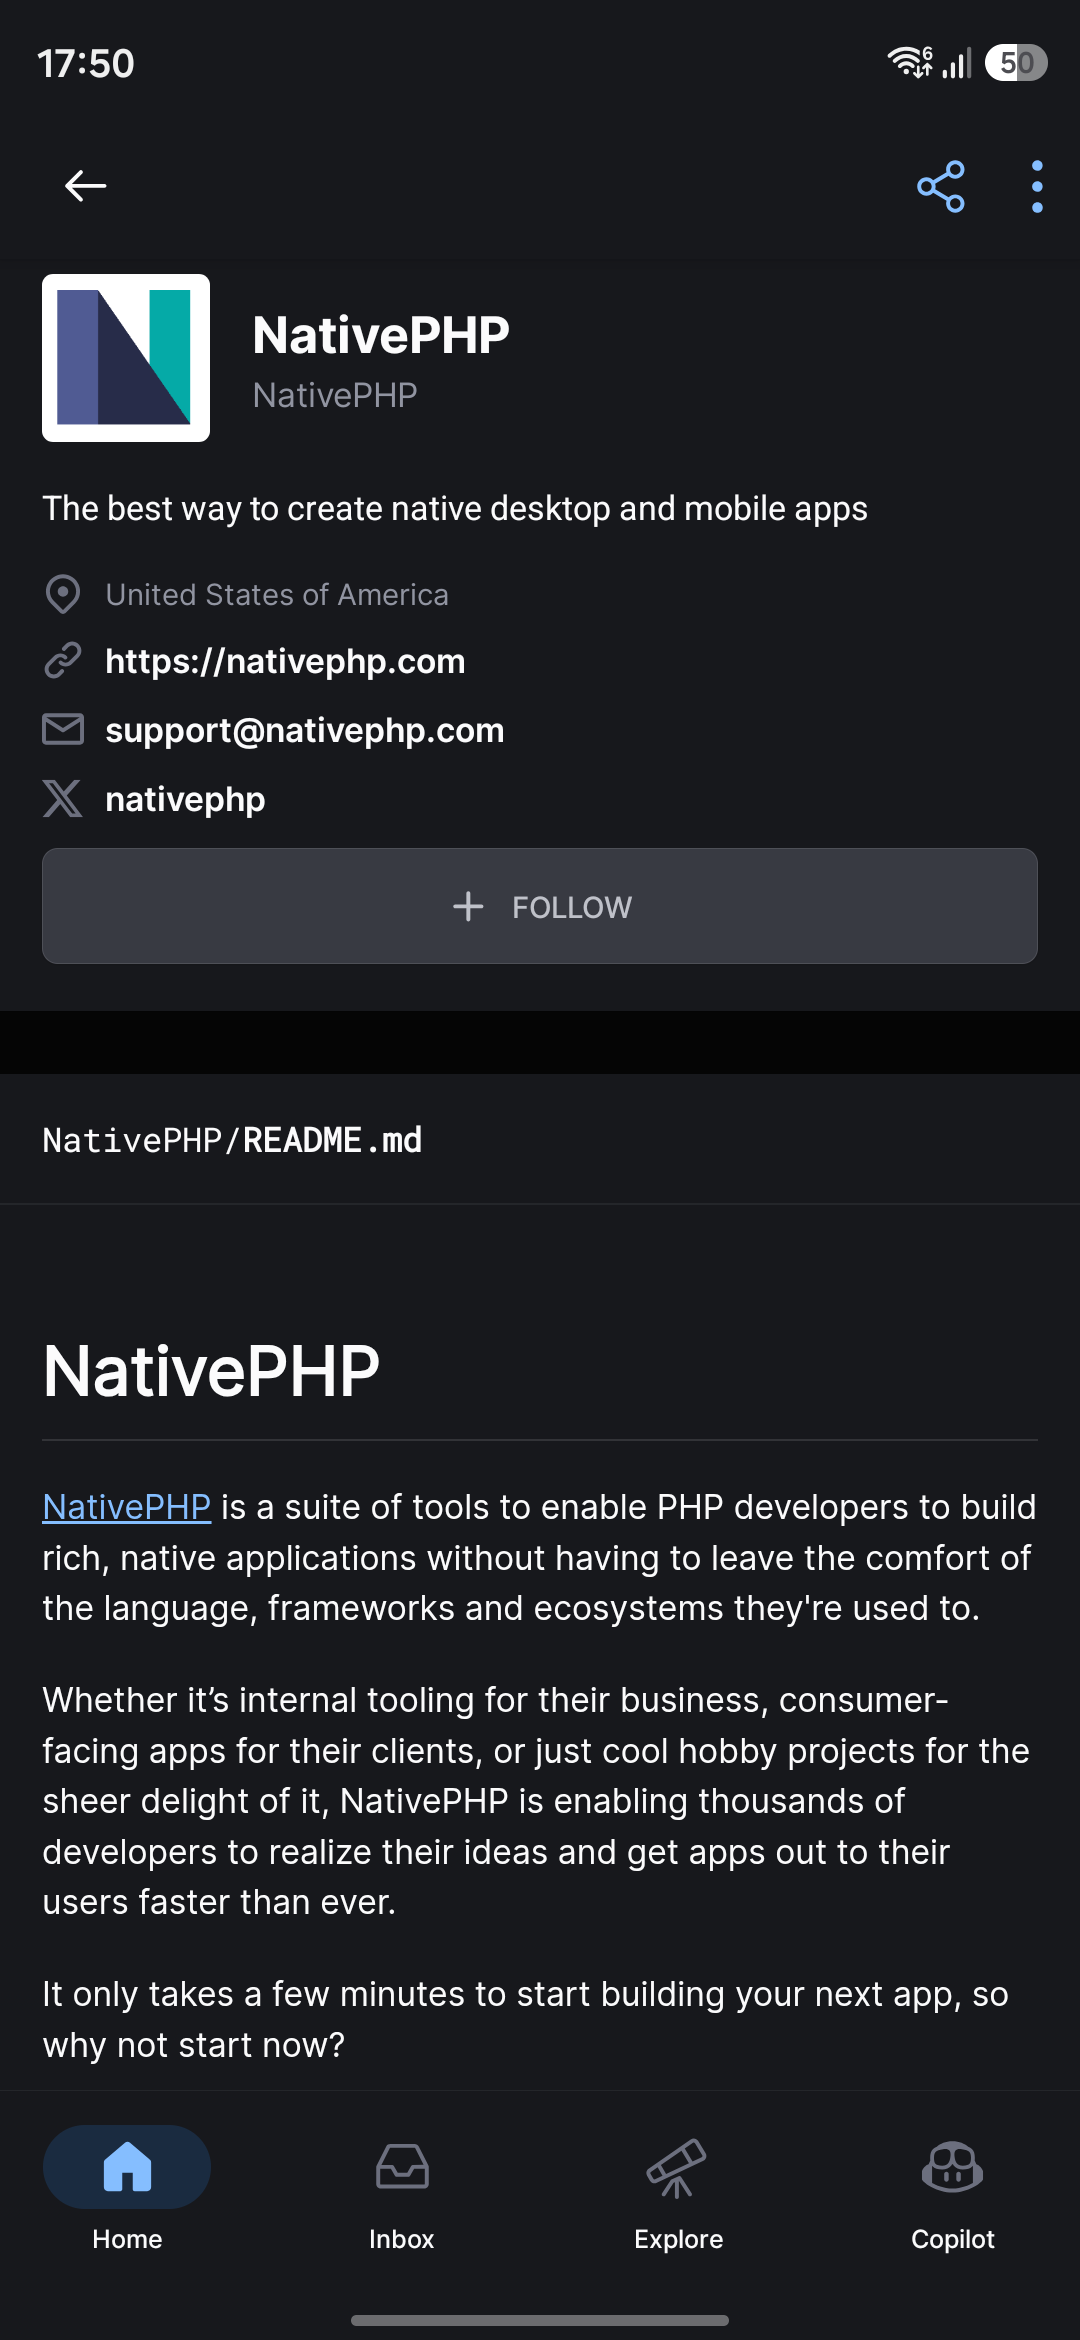 17:50
6
50
NativePHP
NativePHP
The best way to create native desktop and mobile apps
United States of America
https://nativephp.com
support@nativephp.com
nativephp
FOLLOW
NativePHP/README.md
NativePHP
NativePHP is a suite of tools to enable PHP developers to build
rich, native applications without having to leave the comfort of
the language, frameworks and ecosystems they're used to.
Whether it’s internal tooling for their business, consumer-
facing apps for their clients, or just cool hobby projects for the
sheer delight of it, NativePHP is enabling thousands of
developers to realize their ideas and get apps out to their
users faster than ever.
It only takes a few minutes to start building your next app, so
why not start now?
Home
Inbox
Explore
Copilot